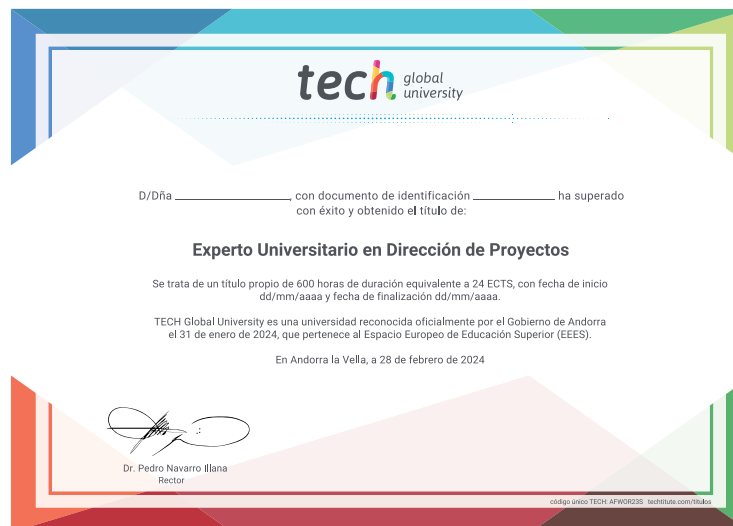 tech global university
D/Dña ____________________, con documento de identificación ______________ ha superado
con éxito y obtenido el título de:
Experto Universitario en Dirección de Proyectos
Se trata de un título propio de 600 horas de duración equivalente a 24 ECTS, con fecha de inicio
dd/mm/aaaa y fecha de finalización dd/mm/aaaa.
TECH Global University es una universidad reconocida oficialmente por el Gobierno de Andorra
el 31 de enero de 2024, que pertenece al Espacio Europeo de Educación Superior (EEES).
En Andorra la Vella, a 28 de febrero de 2024
Dr. Pedro Navarro Illana
Rector
código único TECH: AFWOR23S techtitute.com/titulos